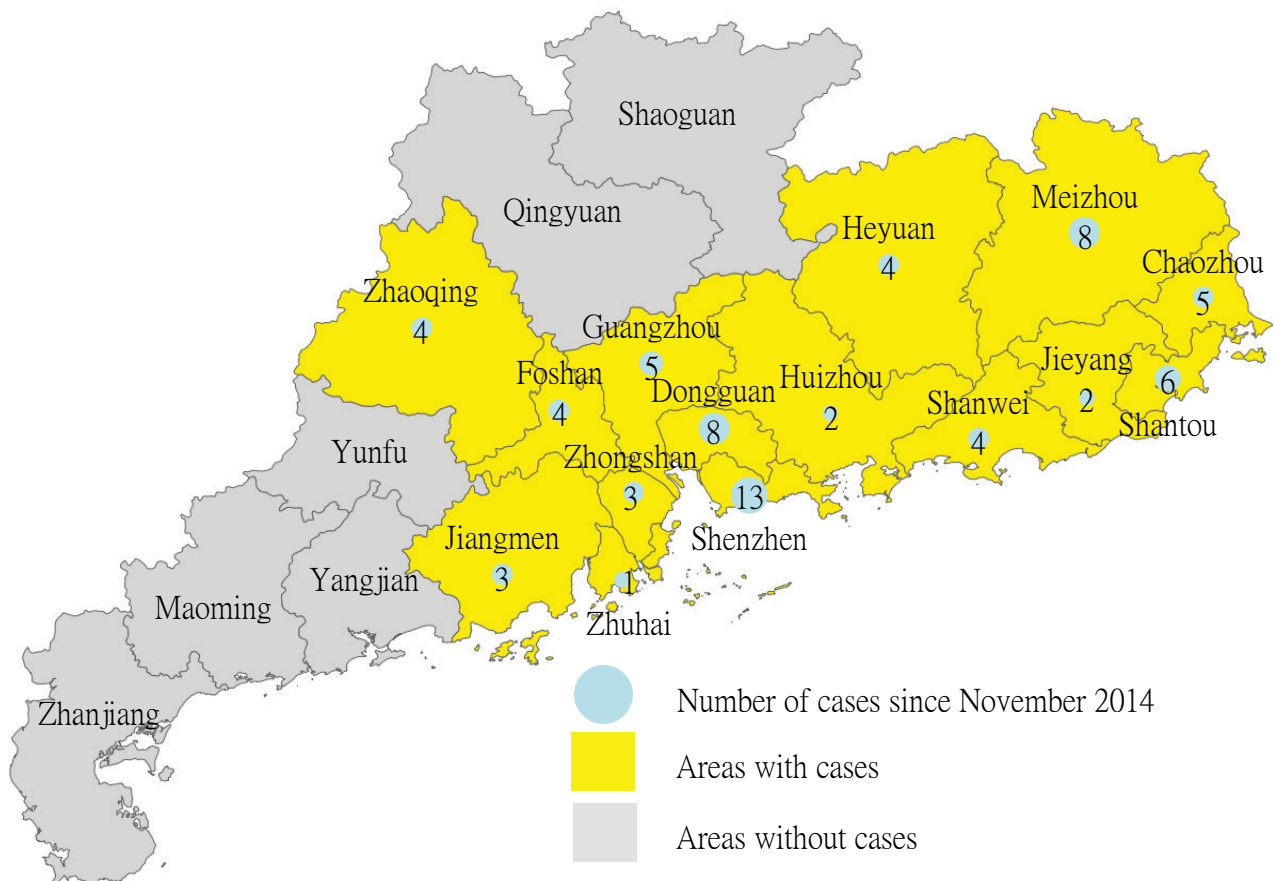 Shaoguan
Qingyuan
Meizhou
8
Heyuan
4
Chaozhou
5
Zhaoqing
4
Guangzhou
5
Jieyang
2
Foshan
4
Dongguan
8
Huizhou
2
Shanwei
4
6
Shantou
Yunfu
Zhongshan
3
13
Shenzhen
Jiangmen
3
Yangjian
1
Zhuhai
Maoming
Zhanjiang
Number of cases since November 2014
Areas with cases
Areas without cases